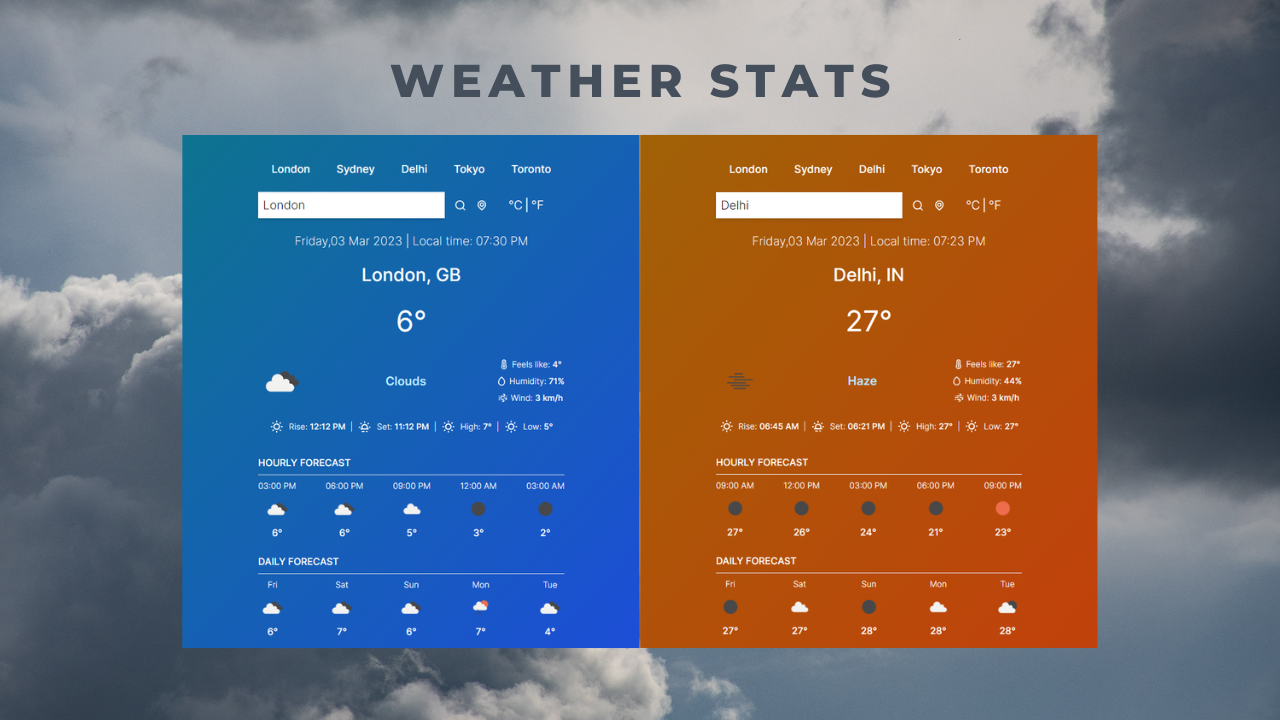 WEATHER STATS
London Sydney Delhi Tokyo Toronto
London °C | °F
Friday,03 Mar 2023 | Local time: 07:30 PM
London, GB
6°
Clouds
Feels like: 4°
Humidity: 71%
Wind: 3 km/h
Rise: 12:12 PM | Set: 11:12 PM | High: 7° | Low: 5°
HOURLY FORECAST
03:00 PM 06:00 PM 09:00 PM 12:00 AM 03:00 AM
6° 6° 5° 3° 2°
DAILY FORECAST
Fri Sat Sun Mon Tue
6° 7° 6° 7° 4°
London Sydney Delhi Tokyo Toronto
Delhi °C | °F
Friday,03 Mar 2023 | Local time: 07:23 PM
Delhi, IN
27°
Haze
Feels like: 27°
Humidity: 44%
Wind: 3 km/h
Rise: 06:45 AM | Set: 06:21 PM | High: 27° | Low: 27°
HOURLY FORECAST
09:00 AM 12:00 PM 03:00 PM 06:00 PM 09:00 PM
27° 26° 24° 21° 23°
DAILY FORECAST
Fri Sat Sun Mon Tue
27° 27° 28° 28° 28°